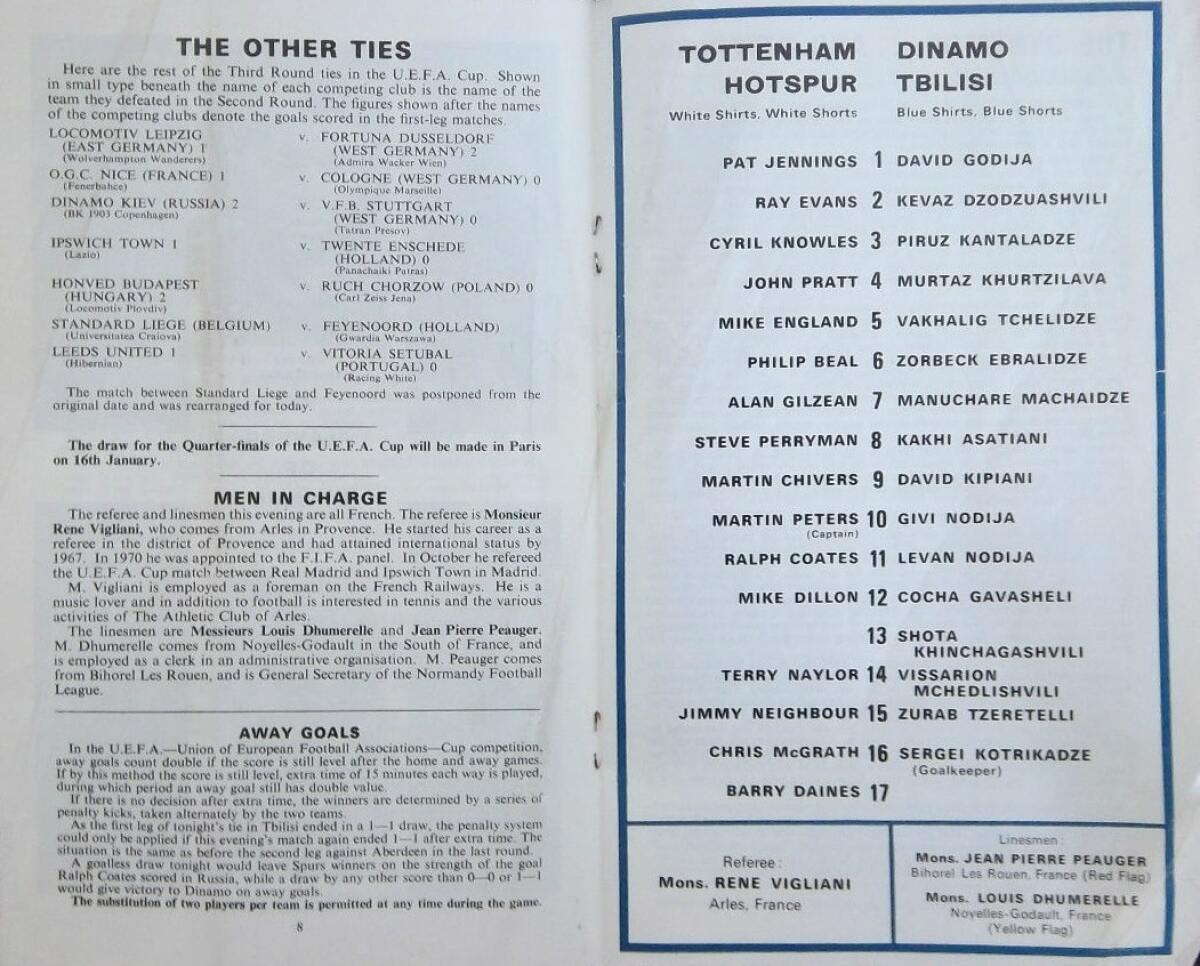 THE OTHER TIES
Here are the rest of the Third Round ties in the U.E.F.A. Cup. Shown
in small type beneath the name of each competing club is the name of the
team they defeated in the Second Round. The figures shown after the names
of the competing clubs denote the goals scored in the first-leg matches.
LOCOMOTIV LEIPZIG v. FORTUNA DUSSELDORF
(EAST GERMANY) 1 (WEST GERMANY) 2
(Wolverhampton Wanderers) (Admira Wacker Wien)
O.G.C. NICE (FRANCE) 1 v. COLOGNE (WEST GERMANY) 0
(Fenerbahce) (Olympique Marseille)
DINAMO KIEV (RUSSIA) 2 v. V.F.B. STUTTGART
(BK 1903 Copenhagen) (WEST GERMANY) 0
(Tatran Presov)
IPSWICH TOWN 1 v. TWENTE ENSCHEDE
(Lazio) (HOLLAND) 0
(Panachaiki Patras)
HONVED BUDAPEST v. RUCH CHORZOW (POLAND) 0
(HUNGARY) 2 (Carl Zeiss Jena)
(Locomotiv Plovdiv)
STANDARD LIEGE (BELGIUM) v. FEYENOORD (HOLLAND)
(Universitatea Craiova) (Gwardia Warszawa)
LEEDS UNITED 1 v. VITORIA SETUBAL
(Hibernian) (PORTUGAL) 0
(Racing White)
The match between Standard Liege and Feyenoord was postponed from the
original date and was rearranged for today.
The draw for the Quarter-finals of the U.E.F.A. Cup will be made in Paris
on 16th January.
MEN IN CHARGE
The referee and linesmen this evening are all French. The referee is Monsieur
Rene Vigliani, who comes from Arles in Provence. He started his career as a
referee in the district of Provence and had attained international status by
1967. In 1970 he was appointed to the F.I.F.A. panel. In October he refereed
the U.E.F.A. Cup match between Real Madrid and Ipswich Town in Madrid.
M. Vigliani is employed as a foreman on the French Railways. He is a
music lover and in addition to football is interested in tennis and the various
activities of The Athletic Club of Arles.
The linesmen are Messieurs Louis Dhumerelle and Jean Pierre Peauger.
M. Dhumerelle comes from Noyelles-Godault in the South of France, and
is employed as a clerk in an administrative organisation. M. Peauger comes
from Bihorel Les Rouen, and is General Secretary of the Normandy Football
League.
AWAY GOALS
In the U.E.F.A.—Union of European Football Associations—Cup competition,
away goals count double if the score is still level after the home and away games.
If by this method the score is still level, extra time of 15 minutes each way is played,
during which period an away goal still has double value.
If there is no decision after extra time, the winners are determined by a series of
penalty kicks, taken alternately by the two teams.
As the first leg of tonight's tie in Tbilisi ended in a 1—1 draw, the penalty system
could only be applied if this evening's match again ended 1—1 after extra time. The
situation is the same as before the second leg against Aberdeen in the last round.
A goalless draw tonight would leave Spurs winners on the strength of the goal
Ralph Coates scored in Russia, while a draw by any other score than 0—0 or 1—1
would give victory to Dinamo on away goals.
The substitution of two players per team is permitted at any time during the game.
8
TOTTENHAM DINAMO
HOTSPUR TBILISI
White Shirts, White Shorts Blue Shirts, Blue Shorts
PAT JENNINGS 1 DAVID GODIJA
RAY EVANS 2 KEVAZ DZODZUASHVILI
CYRIL KNOWLES 3 PIRUZ KANTALADZE
JOHN PRATT 4 MURTAZ KHURTZILAVA
MIKE ENGLAND 5 VAKHALIG TCHELIDZE
PHILIP BEAL 6 ZORBECK EBRALIDZE
ALAN GILZEAN 7 MANUCHARE MACHAIDZE
STEVE PERRYMAN 8 KAKHI ASATIANI
MARTIN CHIVERS 9 DAVID KIPIANI
MARTIN PETERS 10 GIVI NODIJA
(Captain)
RALPH COATES 11 LEVAN NODIJA
MIKE DILLON 12 COCHA GAVASHELI
13 SHOTA
KHINCHAGASHVILI
TERRY NAYLOR 14 VISSARION
MCHEDLISHVILI
JIMMY NEIGHBOUR 15 ZURAB TZERETELLI
CHRIS McGRATH 16 SERGEI KOTRIKADZE
(Goalkeeper)
BARRY DAINES 17
Referee:
Mons. RENE VIGLIANI
Arles, France
Linesmen:
Mons. JEAN PIERRE PEAUGER
Bihorel Les Rouen, France (Red Flag)
Mons. LOUIS DHUMERELLE
Noyelles-Godault, France
(Yellow Flag)